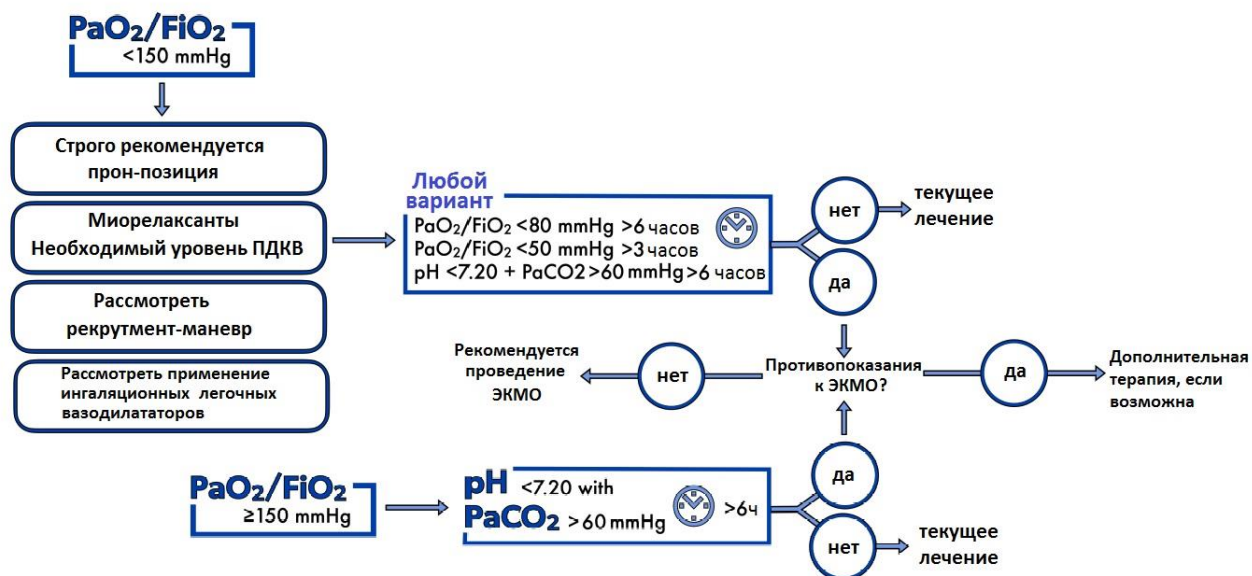 PaO₂/FiO₂
<150 mmHg
Строго рекомендуется
прон-позиция
Миорелаксанты
Необходимый уровень ПДКВ
Рассмотреть
рекрутмент-маневр
Рассмотреть применение
ингаляционных легочных
вазодилататоров
Любой
вариант
PaO₂/FiO₂ <80 mmHg >6 часов
PaO₂/FiO₂ <50 mmHg >3 часов
pH <7.20 + PaCO2 >60 mmHg >6 часов
нет
текущее
лечение
да
Рекомендуется
проведение
ЭКМО
нет
Противопоказания
к ЭКМО?
да
Дополнительная
терапия, если
возможна
PaO₂/FiO₂
≥150 mmHg
pH <7.20 with
PaCO₂ >60 mmHg
>6ч
да
нет
текущее
лечение